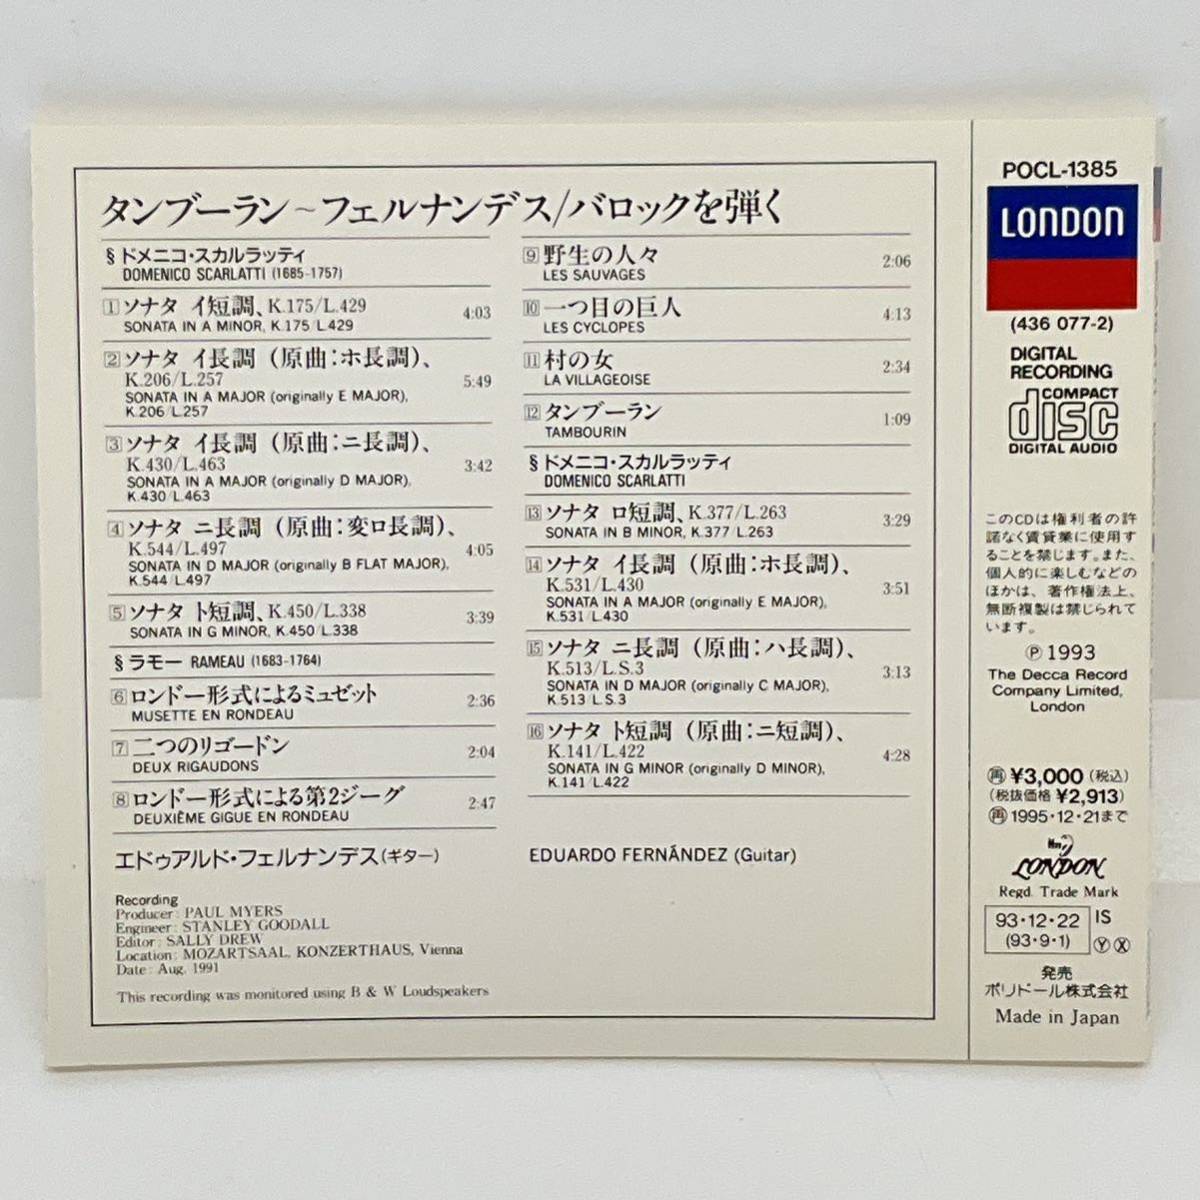 タンブーラン～フェルナンデス/バロックを弾く
§ドメニコ・スカルラッティ
DOMENICO SCARLATTI (1685-1757)
1 ソナタ イ短調、K.175/L.429 4:03
SONATA IN A MINOR, K.175/L.429
2 ソナタ イ長調（原曲：ホ長調）、
K.206/L.257 5:49
SONATA IN A MAJOR (originally E MAJOR),
K.206/L.257
3 ソナタ イ長調（原曲：ニ長調）、
K.430/L.463 3:42
SONATA IN A MAJOR (originally D MAJOR),
K.430/L.463
4 ソナタ ニ長調（原曲：変ロ長調）、
K.544/L.497 4:05
SONATA IN D MAJOR (originally B FLAT MAJOR),
K.544/L.497
5 ソナタ ト短調、K.450/L.338 3:39
SONATA IN G MINOR, K.450/L.338
§ラモー RAMEAU (1683-1764)
6 ロンドー形式によるミュゼット 2:36
MUSETTE EN RONDEAU
7 二つのリゴードン 2:04
DEUX RIGAUDONS
8 ロンドー形式による第2ジーグ 2:47
DEUXIÈME GIGUE EN RONDEAU
9 野生の人々 2:06
LES SAUVAGES
10 一つ目の巨人 4:13
LES CYCLOPES
11 村の女 2:34
LA VILLAGEOISE
12 タンブーラン 1:09
TAMBOURIN
§ドメニコ・スカルラッティ
DOMENICO SCARLATTI
13 ソナタ ロ短調、K.377/L.263 3:29
SONATA IN B MINOR, K.377/L.263
14 ソナタ イ長調（原曲：ホ長調）、
K.531/L.430 3:51
SONATA IN A MAJOR (originally E MAJOR),
K.531/L.430
15 ソナタ ニ長調（原曲：ハ長調）、
K.513/L.S.3 3:13
SONATA IN D MAJOR (originally C MAJOR),
K.513/L.S.3
16 ソナタ ト短調（原曲：ニ短調）、
K.141/L.422 4:28
SONATA IN G MINOR (originally D MINOR),
K.141/L.422
エドゥアルド・フェルナンデス（ギター）
EDUARDO FERNÁNDEZ (Guitar)
Recording
Producer: PAUL MYERS
Engineer: STANLEY GOODALL
Editor: SALLY DREW
Location: MOZARTSAAL, KONZERTHAUS, Vienna
Date: Aug. 1991
This recording was monitored using B & W Loudspeakers
POCL-1385
LONDON
(436 077-2)
DIGITAL
RECORDING
COMPACT
disc
DIGITAL AUDIO
このCDは権利者の許
諾なく賃貸業に使用す
ることを禁じます。また、
個人的に楽しむなどの
ほかは、著作権法上、
無断複製は禁じられて
います。
℗ 1993
The Decca Record
Company Limited,
London
再 ¥3,000（税込）
（税抜価格 ¥2,913）
再 1995・12・21まで
LONDON
Regd. Trade Mark
93・12・22 IS
(93・9・1) Ⓨ Ⓧ
発売
ポリドール株式会社
Made in Japan